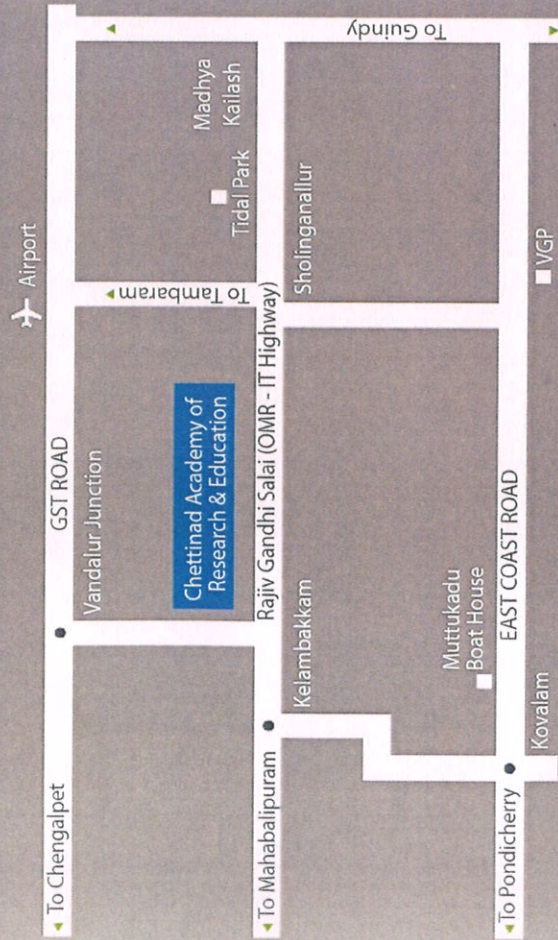 Airport
To Guindy
Madhya
Kailash
Tidal Park
To Tambaram
GST ROAD
Vandalur Junction
To Chengalpet
Chettinad Academy of
Research & Education
Rajiv Gandhi Salai (OMR - IT Highway)
Sholinganallur
Kelambakkam
To Mahabalipuram
Muttukadu
Boat House
EAST COAST ROAD
VGP
Kovalam
To Pondicherry